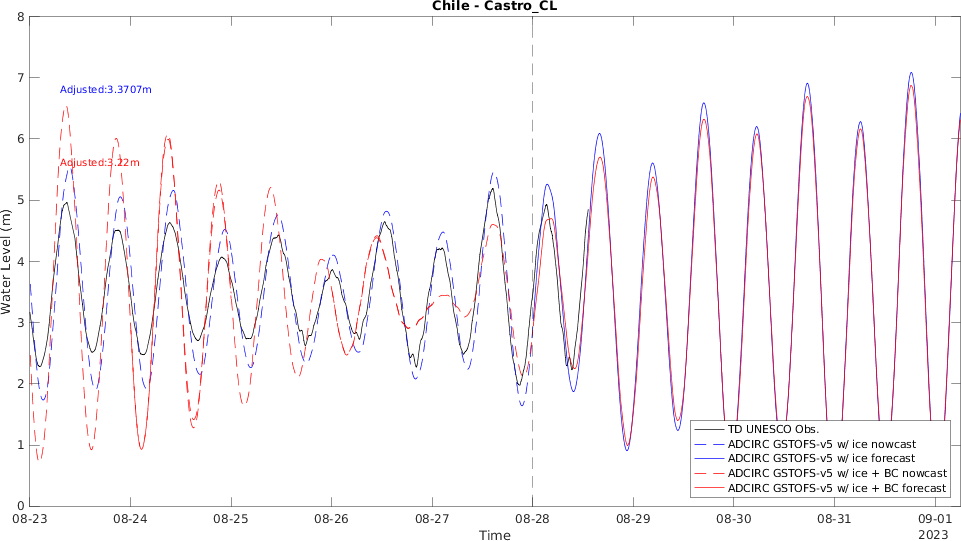 Chile - Castro_CL
Water Level (m)
8
7
6
5
4
3
2
1
0
Adjusted:3.3707m
Adjusted:3.22m
TD UNESCO Obs.
ADCIRC GSTOFS-v5 w/ ice nowcast
ADCIRC GSTOFS-v5 w/ ice forecast
ADCIRC GSTOFS-v5 w/ ice + BC nowcast
ADCIRC GSTOFS-v5 w/ ice + BC forecast
08-23 08-24 08-25 08-26 08-27 08-28 08-29 08-30 08-31 09-01
Time
2023